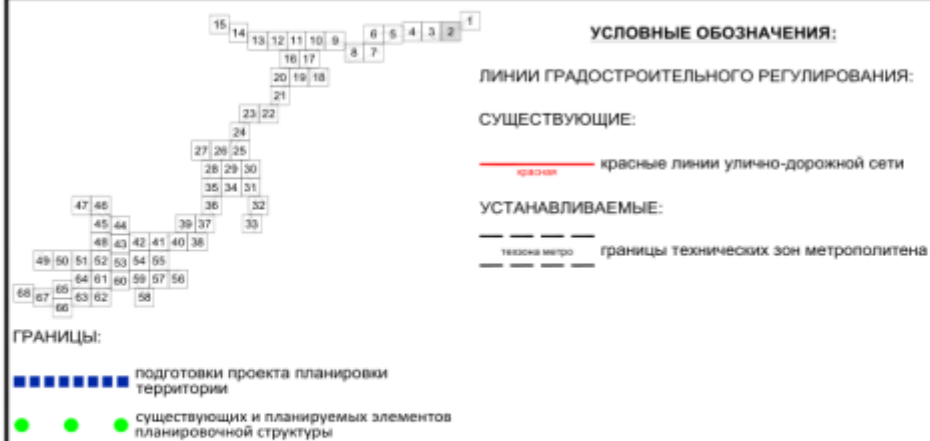 1
15 14 13 12 11 10 9 8 7 6 5 4 3 2
16 17
20 19 18
21
23 22
24
27 26 25
28 29 30
35 34 31
36 32
47 46 39 37 33
45 44
48 43 42 41 40 38
49 50 51 52 53 54 55
64 61 60 59 57 56
68 67 65 63 62 58
66
УСЛОВНЫЕ ОБОЗНАЧЕНИЯ:
ЛИНИИ ГРАДОСТРОИТЕЛЬНОГО РЕГУЛИРОВАНИЯ:
СУЩЕСТВУЮЩИЕ:
красная
красные линии улично-дорожной сети
УСТАНАВЛИВАЕМЫЕ:
техзона метро
границы технических зон метрополитена
ГРАНИЦЫ:
подготовки проекта планировки
территории
существующих и планируемых элементов
планировочной структуры